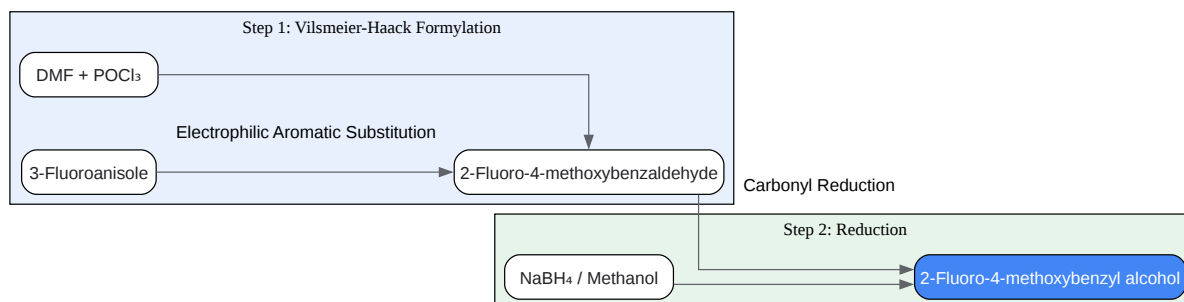 Step 1: Vilsmeier-Haack Formylation
DMF + POCl₃
Electrophilic Aromatic Substitution
3-Fluoroanisole
2-Fluoro-4-methoxybenzaldehyde
Carbonyl Reduction
Step 2: Reduction
NaBH₄ / Methanol
2-Fluoro-4-methoxybenzyl alcohol